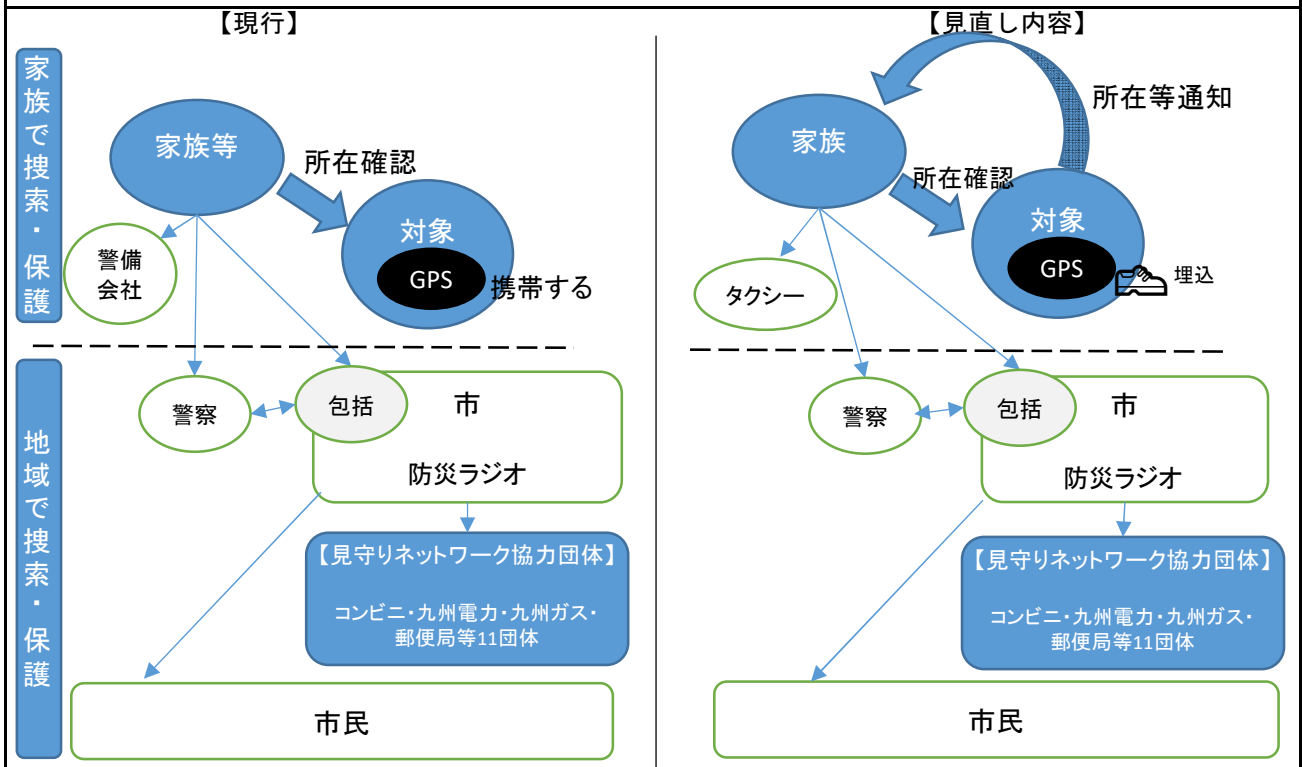 【現行】
家族で捜索・保護
家族等
所在確認
対象
GPS
携帯する
警備
会社
地域で捜索・保護
警察
包括
市
防災ラジオ
【見守りネットワーク協力団体】
コンビニ・九州電力・九州ガス・
郵便局等11団体
市民
【見直し内容】
所在等通知
家族
所在確認
対象
GPS
埋込
タクシー
警察
包括
市
防災ラジオ
【見守りネットワーク協力団体】
コンビニ・九州電力・九州ガス・
郵便局等11団体
市民